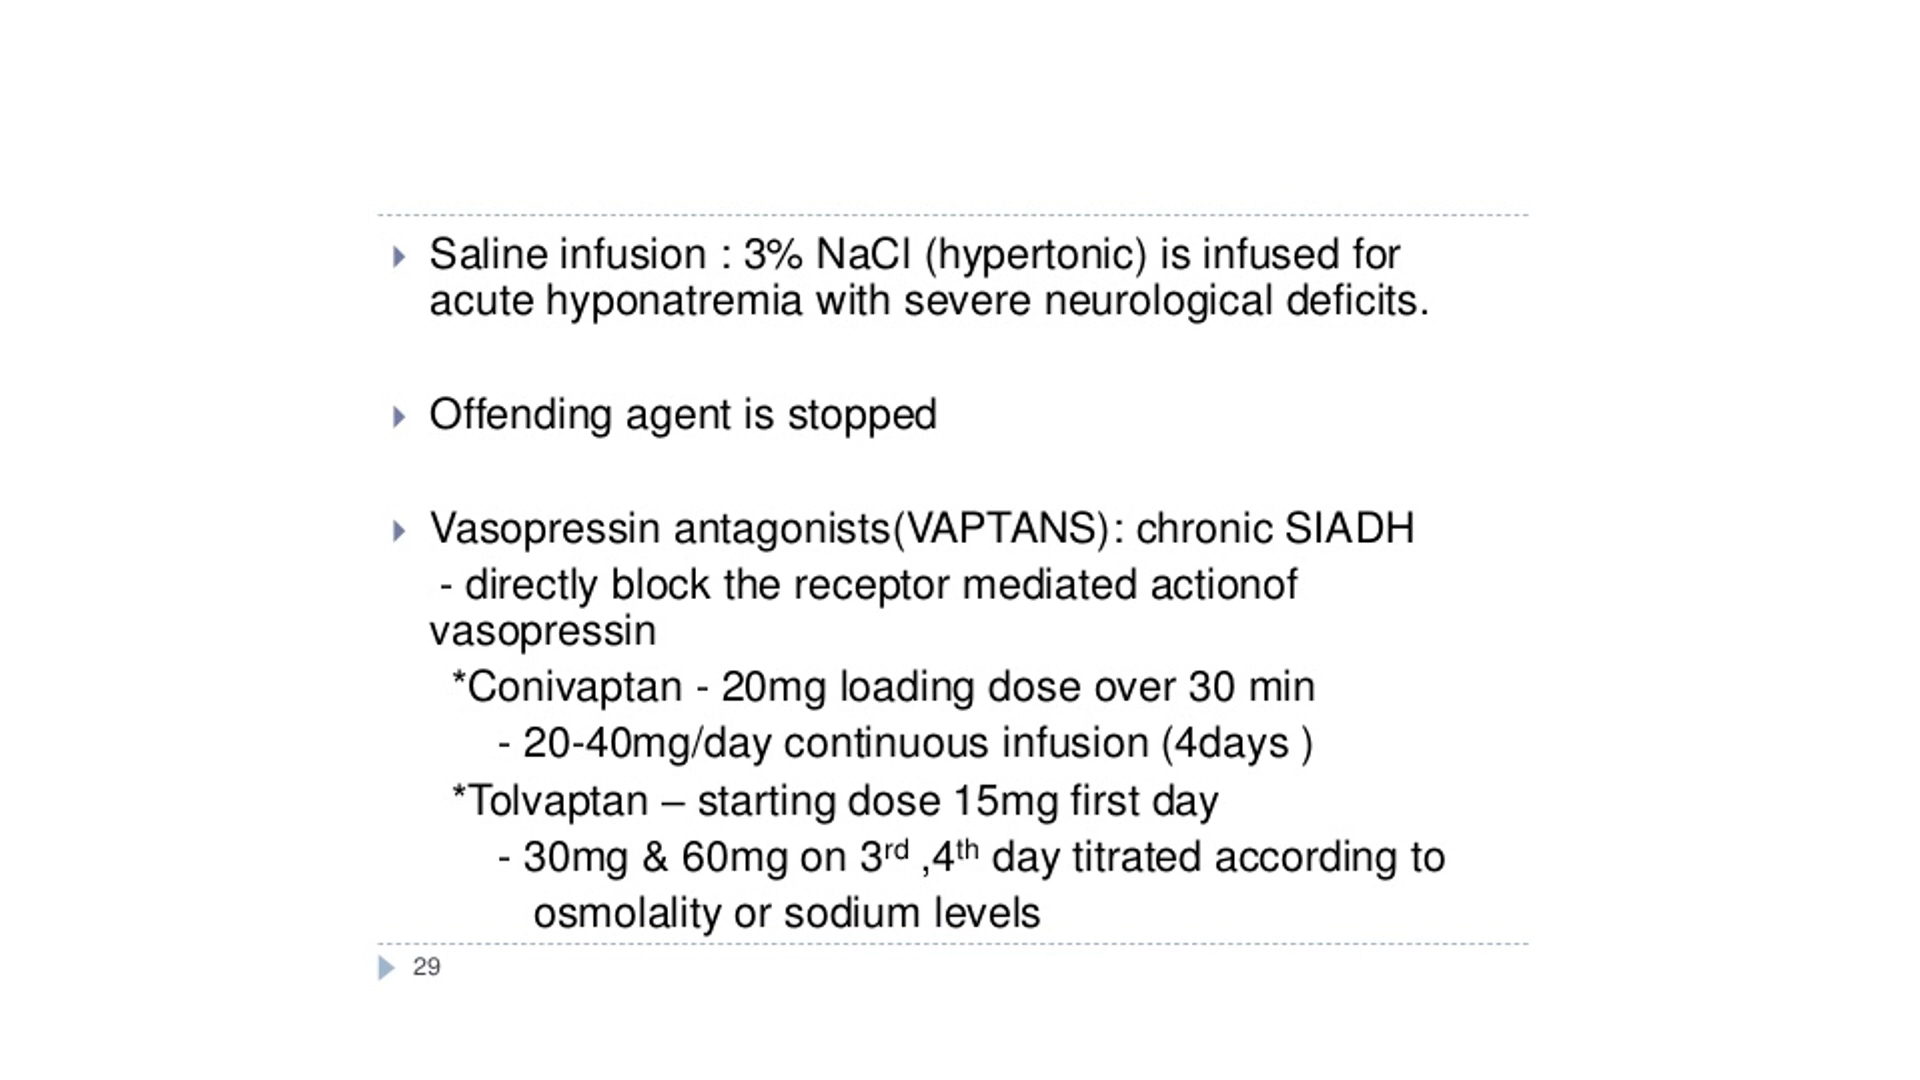 Saline infusion : 3% NaCl (hypertonic) is infused for
acute hyponatremia with severe neurological deficits.
Offending agent is stopped
Vasopressin antagonists(VAPTANS): chronic SIADH
- directly block the receptor mediated actionof
vasopressin
*Conivaptan - 20mg loading dose over 30 min
- 20-40mg/day continuous infusion (4days )
*Tolvaptan – starting dose 15mg first day
- 30mg & 60mg on 3rd ,4th day titrated according to
osmolality or sodium levels
29